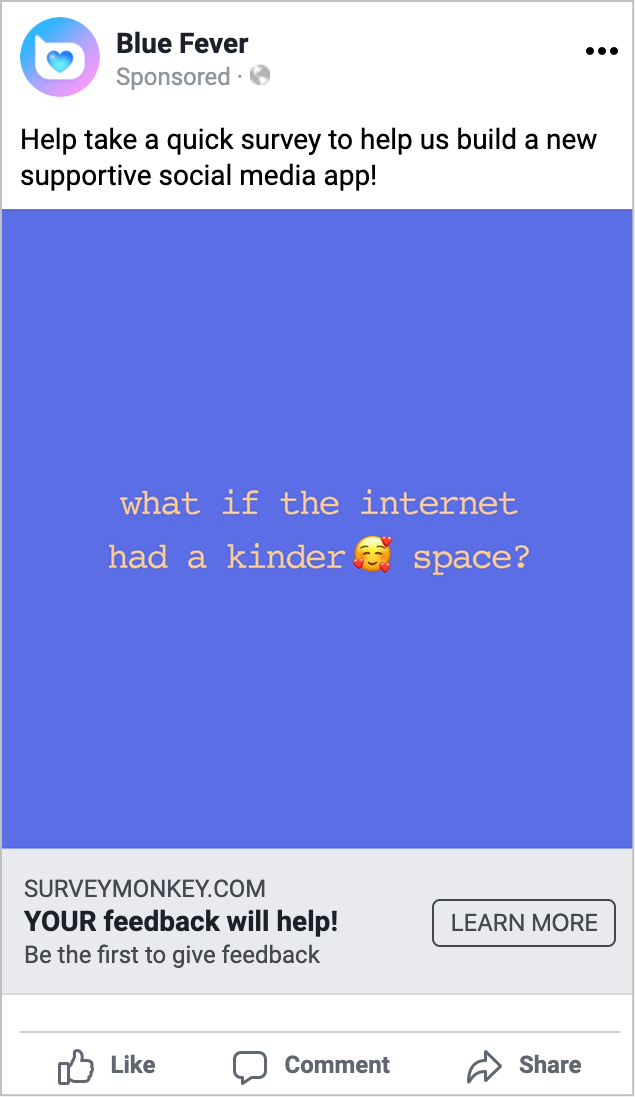 Blue Fever
Sponsored ·
Help take a quick survey to help us build a new
supportive social media app!
what if the internet
had a kinder🥰 space?
SURVEYMONKEY.COM
YOUR feedback will help!
Be the first to give feedback
LEARN MORE
Like Comment Share